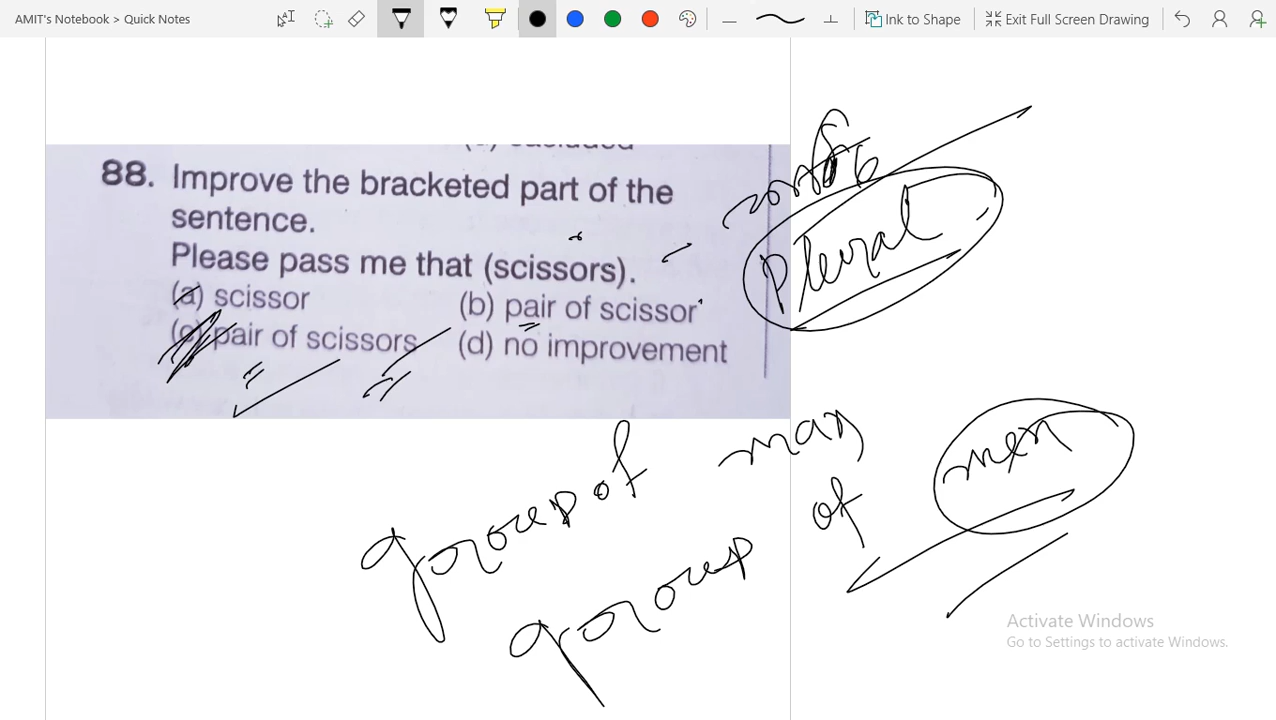 AMIT's Notebook > Quick Notes
Ink to Shape
Exit Full Screen Drawing
88. Improve the bracketed part of the
sentence.
Please pass me that (scissors).
(a) scissor
(b) pair of scissor
(c) pair of scissors
(d) no improvement
Plural
group of man
group of men
Activate Windows
Go to Settings to activate Windows.